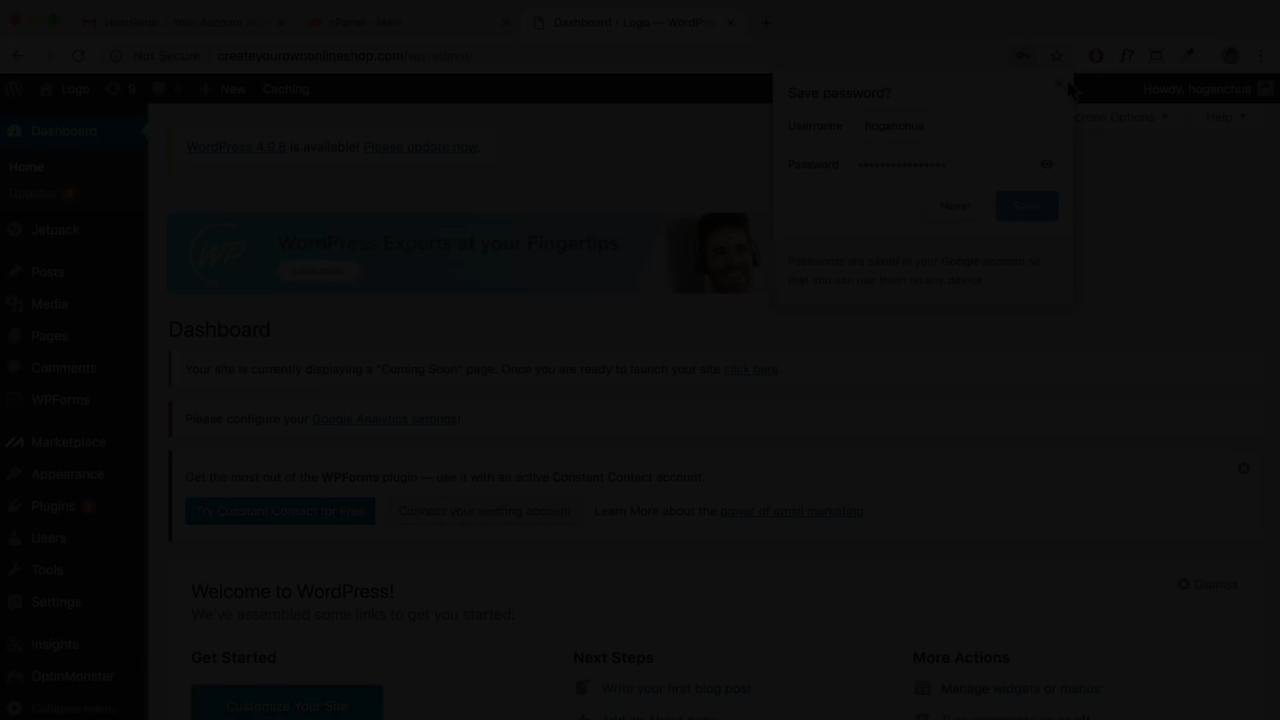 cPanel - Main
Dashboard ‹ Logo — WordPre
Not Secure
createyourownonlineshop.com/wp-admin/
Logo
9
New
Caching
Howdy, hoganchua
Save password?
Username
hoganchua
Password
Never
Save
Passwords are saved in your Google account so
that you can use them on any device
Screen Options
Help
Dashboard
Home
Updates
Jetpack
Posts
Media
Pages
Comments
WPForms
Marketplace
Appearance
Plugins
Users
Tools
Settings
Insights
OptinMonster
Collapse menu
WordPress 4.9.8 is available! Please update now.
WP
WordPress Experts at your Fingertips
Dashboard
Your site is currently displaying a "Coming Soon" page. Once you are ready to launch your site click here.
Please configure your Google Analytics settings!
Get the most out of the WPForms plugin — use it with an active Constant Contact account.
Try Constant Contact for Free
Connect your existing account
Learn More about the power of email marketing
Welcome to WordPress!
Dismiss
We've assembled some links to get you started:
Get Started
Next Steps
More Actions
Customize Your Site
Write your first blog post
Manage widgets or menus